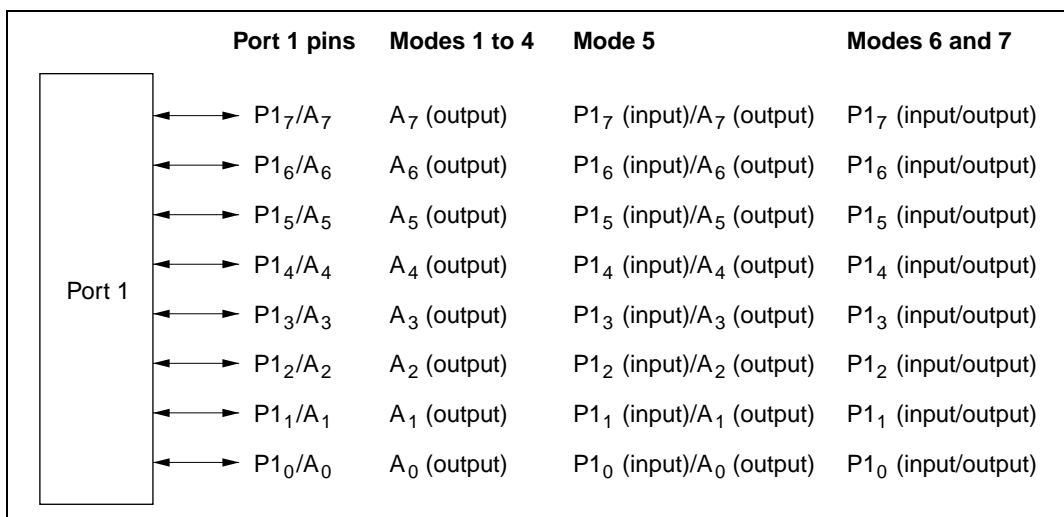 Port 1 pins Modes 1 to 4 Mode 5 Modes 6 and 7
P1₇/A₇ A₇ (output) P1₇ (input)/A₇ (output) P1₇ (input/output)
P1₆/A₆ A₆ (output) P1₆ (input)/A₆ (output) P1₆ (input/output)
P1₅/A₅ A₅ (output) P1₅ (input)/A₅ (output) P1₅ (input/output)
P1₄/A₄ A₄ (output) P1₄ (input)/A₄ (output) P1₄ (input/output)
Port 1
P1₃/A₃ A₃ (output) P1₃ (input)/A₃ (output) P1₃ (input/output)
P1₂/A₂ A₂ (output) P1₂ (input)/A₂ (output) P1₂ (input/output)
P1₁/A₁ A₁ (output) P1₁ (input)/A₁ (output) P1₁ (input/output)
P1₀/A₀ A₀ (output) P1₀ (input)/A₀ (output) P1₀ (input/output)